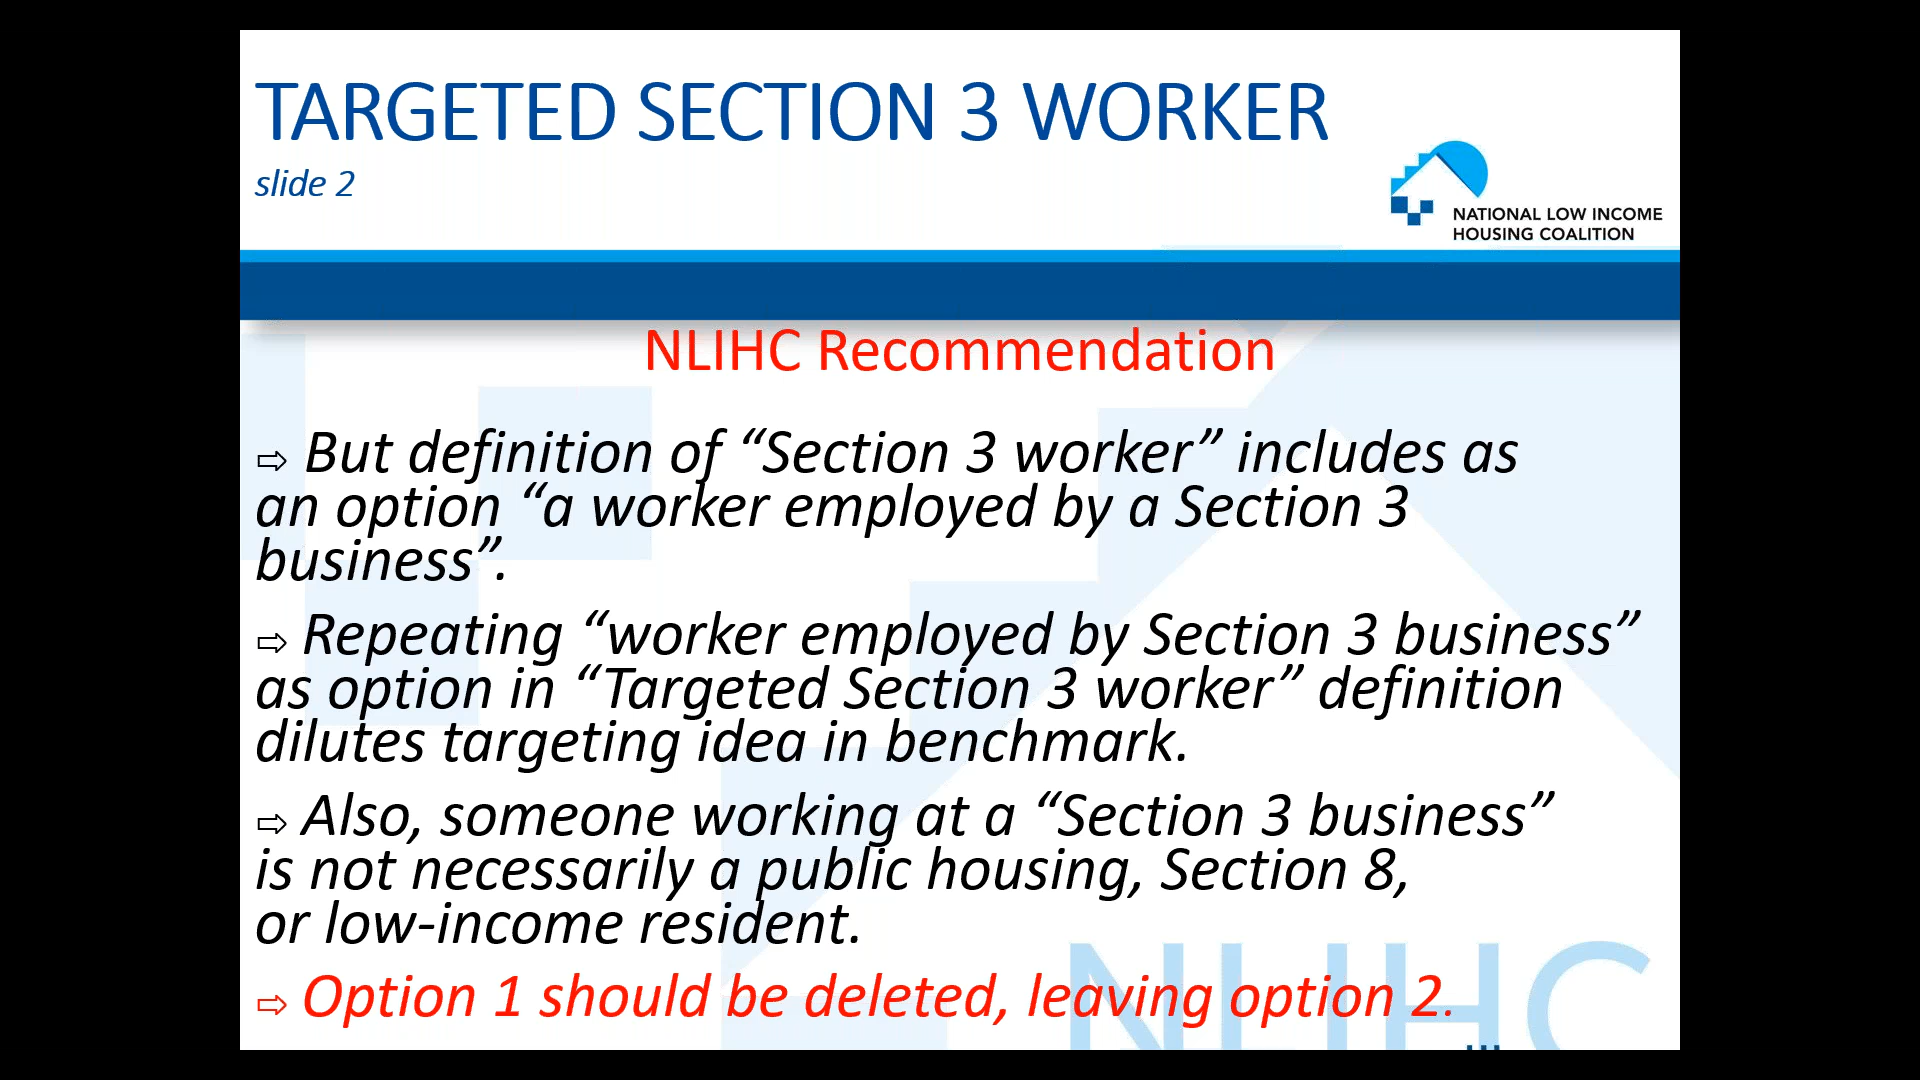 TARGETED SECTION 3 WORKER
slide 2
NATIONAL LOW INCOME
HOUSING COALITION
NLIHC Recommendation
⇨ But definition of “Section 3 worker” includes as
an option “a worker employed by a Section 3
business”.
⇨ Repeating “worker employed by Section 3 business”
as option in “Targeted Section 3 worker” definition
dilutes targeting idea in benchmark.
⇨ Also, someone working at a “Section 3 business”
is not necessarily a public housing, Section 8,
or low-income resident.
⇨ Option 1 should be deleted, leaving option 2.
NLIHC